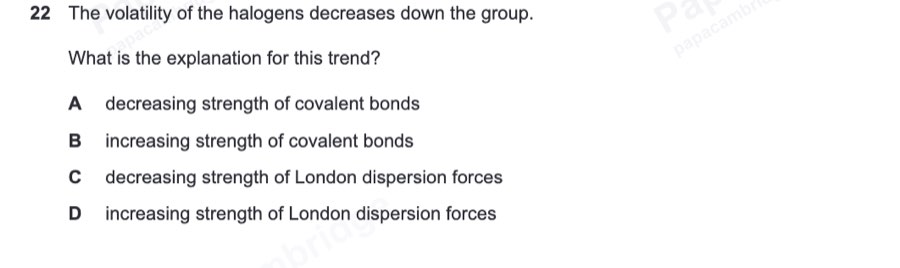 22 The volatility of the halogens decreases down the group.
What is the explanation for this trend?
A decreasing strength of covalent bonds
B increasing strength of covalent bonds
C decreasing strength of London dispersion forces
D increasing strength of London dispersion forces